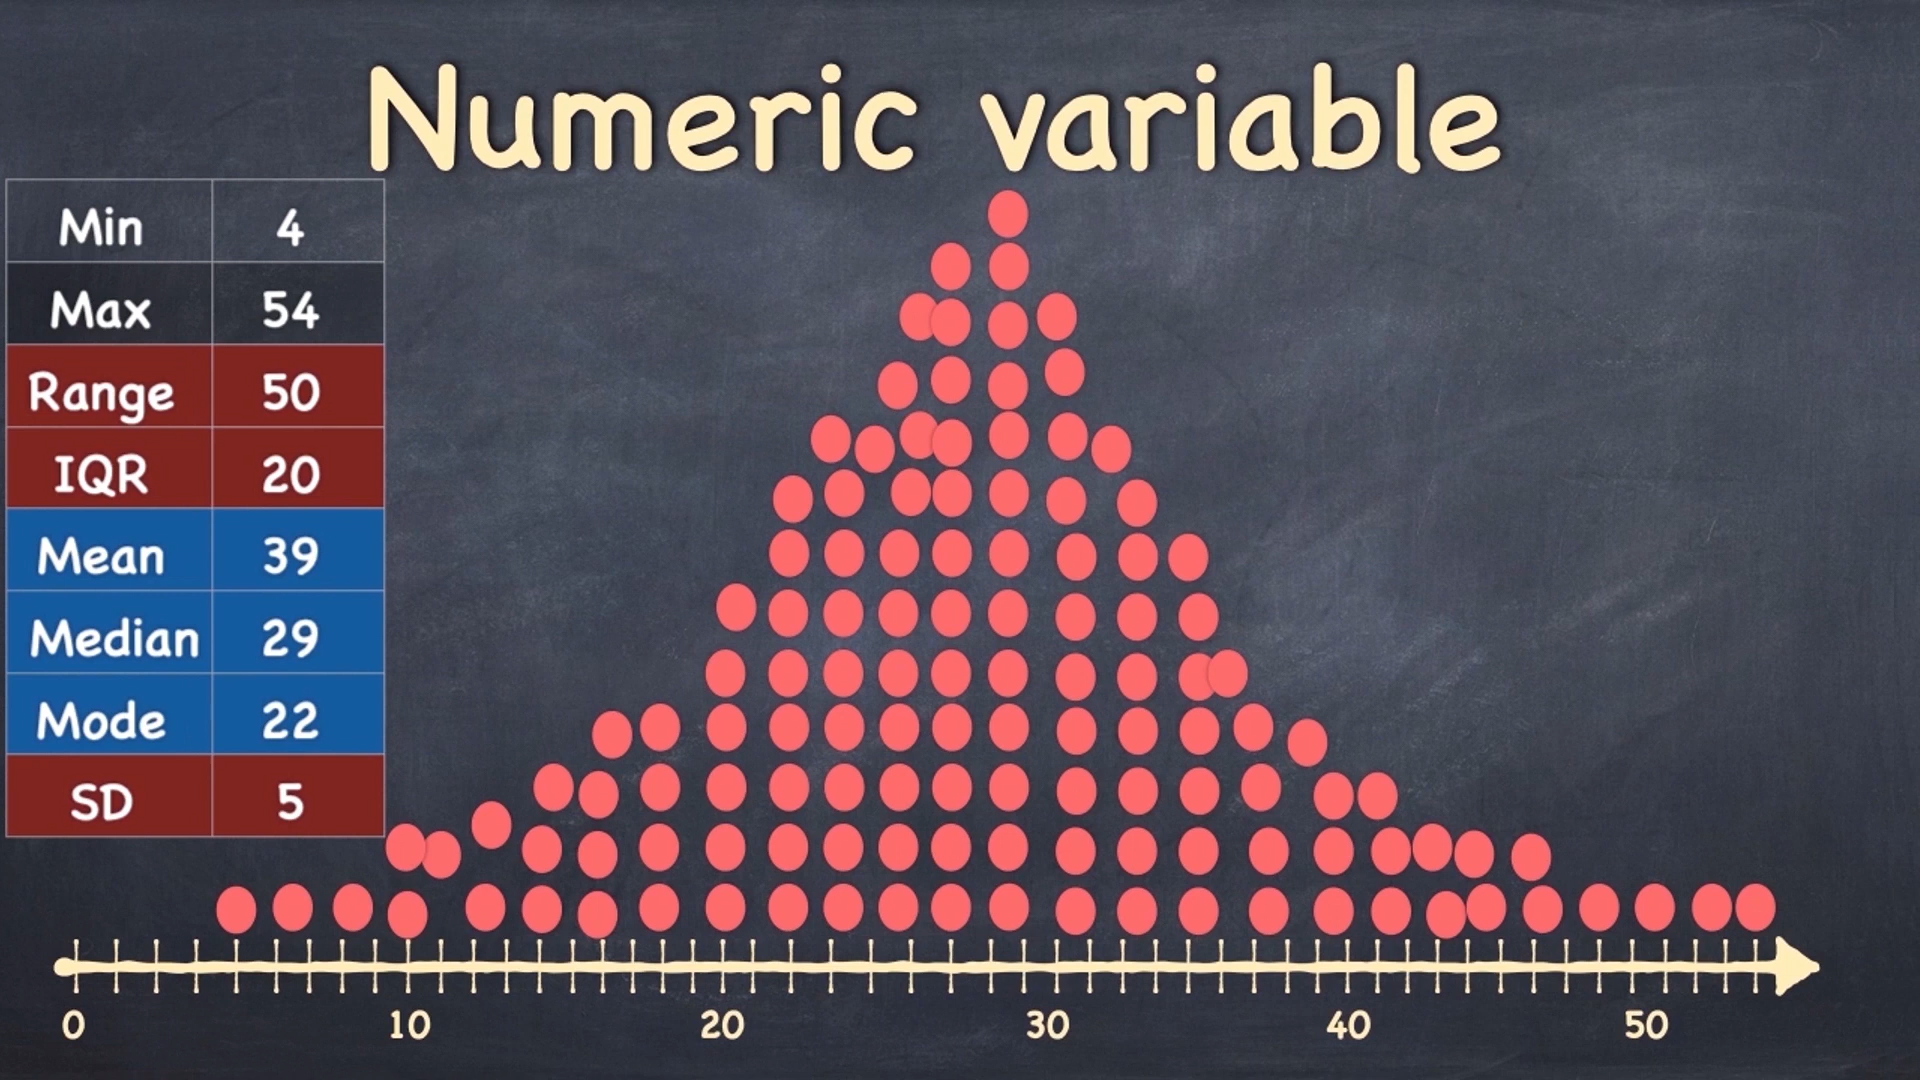 Numeric variable
Min 4
Max 54
Range 50
IQR 20
Mean 39
Median 29
Mode 22
SD 5
0 10 20 30 40 50